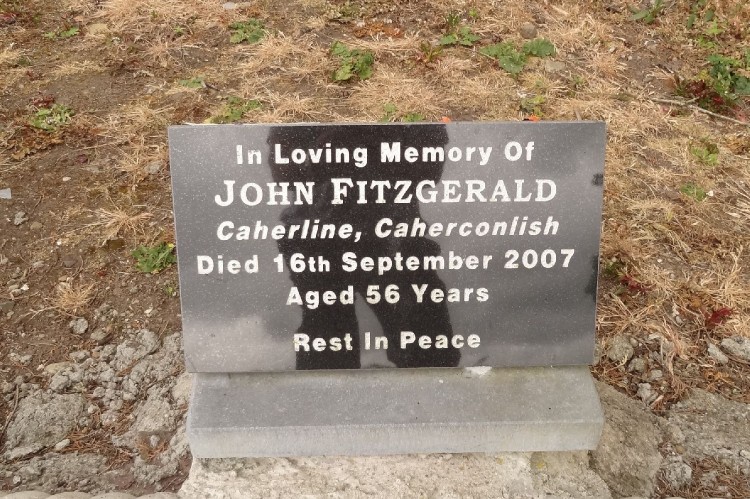 In Loving Memory Of
JOHN FITZGERALD
Caherline, Caherconlish
Died 16th September 2007
Aged 56 Years
Rest In Peace